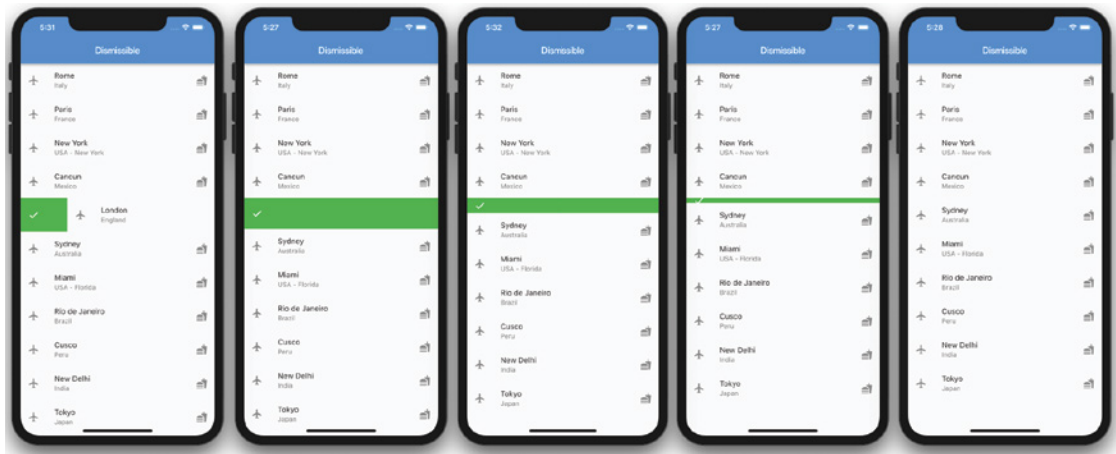 5:31
Dismissible
Rome
Italy
Paris
France
New York
USA - New York
Cancun
Mexico
London
England
Sydney
Australia
Miami
USA - Florida
Rio de Janeiro
Brazil
Cusco
Peru
New Delhi
India
Tokyo
Japan
5:27
Dismissible
Rome
Italy
Paris
France
New York
USA - New York
Cancun
Mexico
Sydney
Australia
Miami
USA - Florida
Rio de Janeiro
Brazil
Cusco
Peru
New Delhi
India
Tokyo
Japan
5:32
Dismissible
Rome
Italy
Paris
France
New York
USA - New York
Cancun
Mexico
Sydney
Australia
Miami
USA - Florida
Rio de Janeiro
Brazil
Cusco
Peru
New Delhi
India
Tokyo
Japan
5:27
Dismissible
Rome
Italy
Paris
France
New York
USA - New York
Cancun
Mexico
Sydney
Australia
Miami
USA - Florida
Rio de Janeiro
Brazil
Cusco
Peru
New Delhi
India
Tokyo
Japan
5:28
Dismissible
Rome
Italy
Paris
France
New York
USA - New York
Cancun
Mexico
Sydney
Australia
Miami
USA - Florida
Rio de Janeiro
Brazil
Cusco
Peru
New Delhi
India
Tokyo
Japan